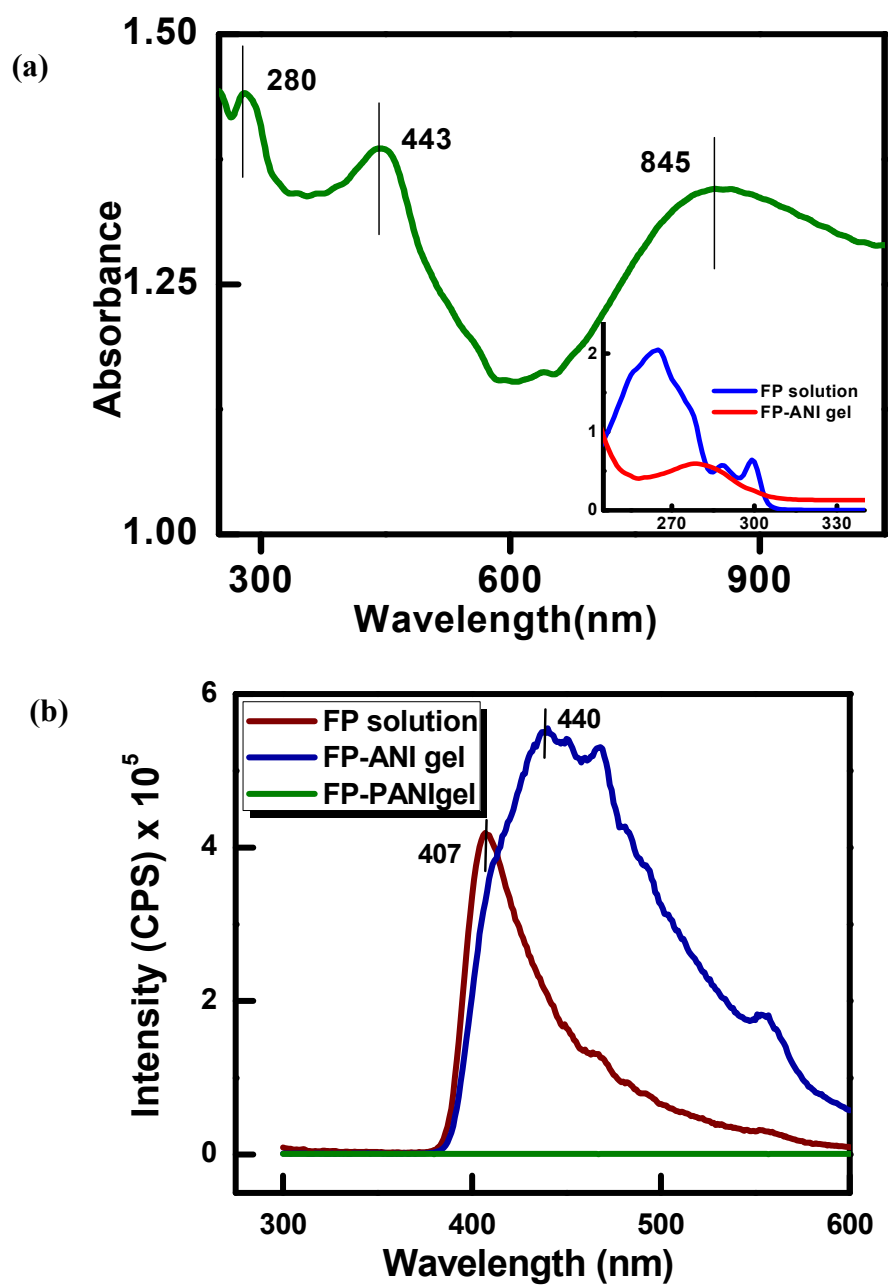 (a)
1.50
280
443
845
1.25
Absorbance
2
FP solution
FP-ANI gel
1
0
270 300 330
1.00
300 600 900
Wavelength(nm)
(b)
6
FP solution
FP-ANI gel
FP-PANIgel
440
407
4
Intensity (CPS) x 10⁵
2
0
300 400 500 600
Wavelength (nm)